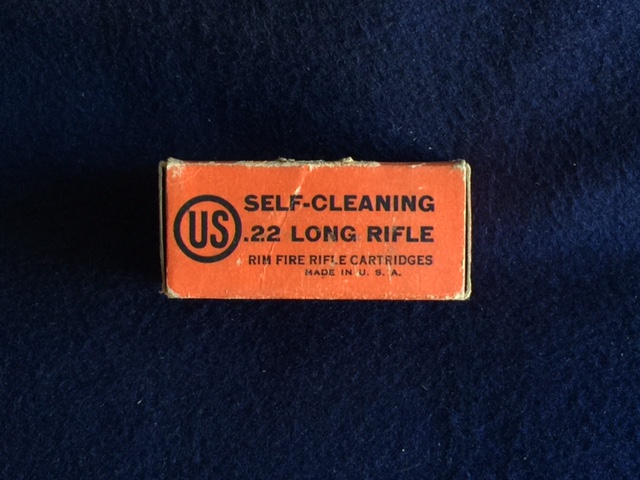 US
SELF-CLEANING
.22 LONG RIFLE
RIM FIRE RIFLE CARTRIDGES
MADE IN U. S. A.